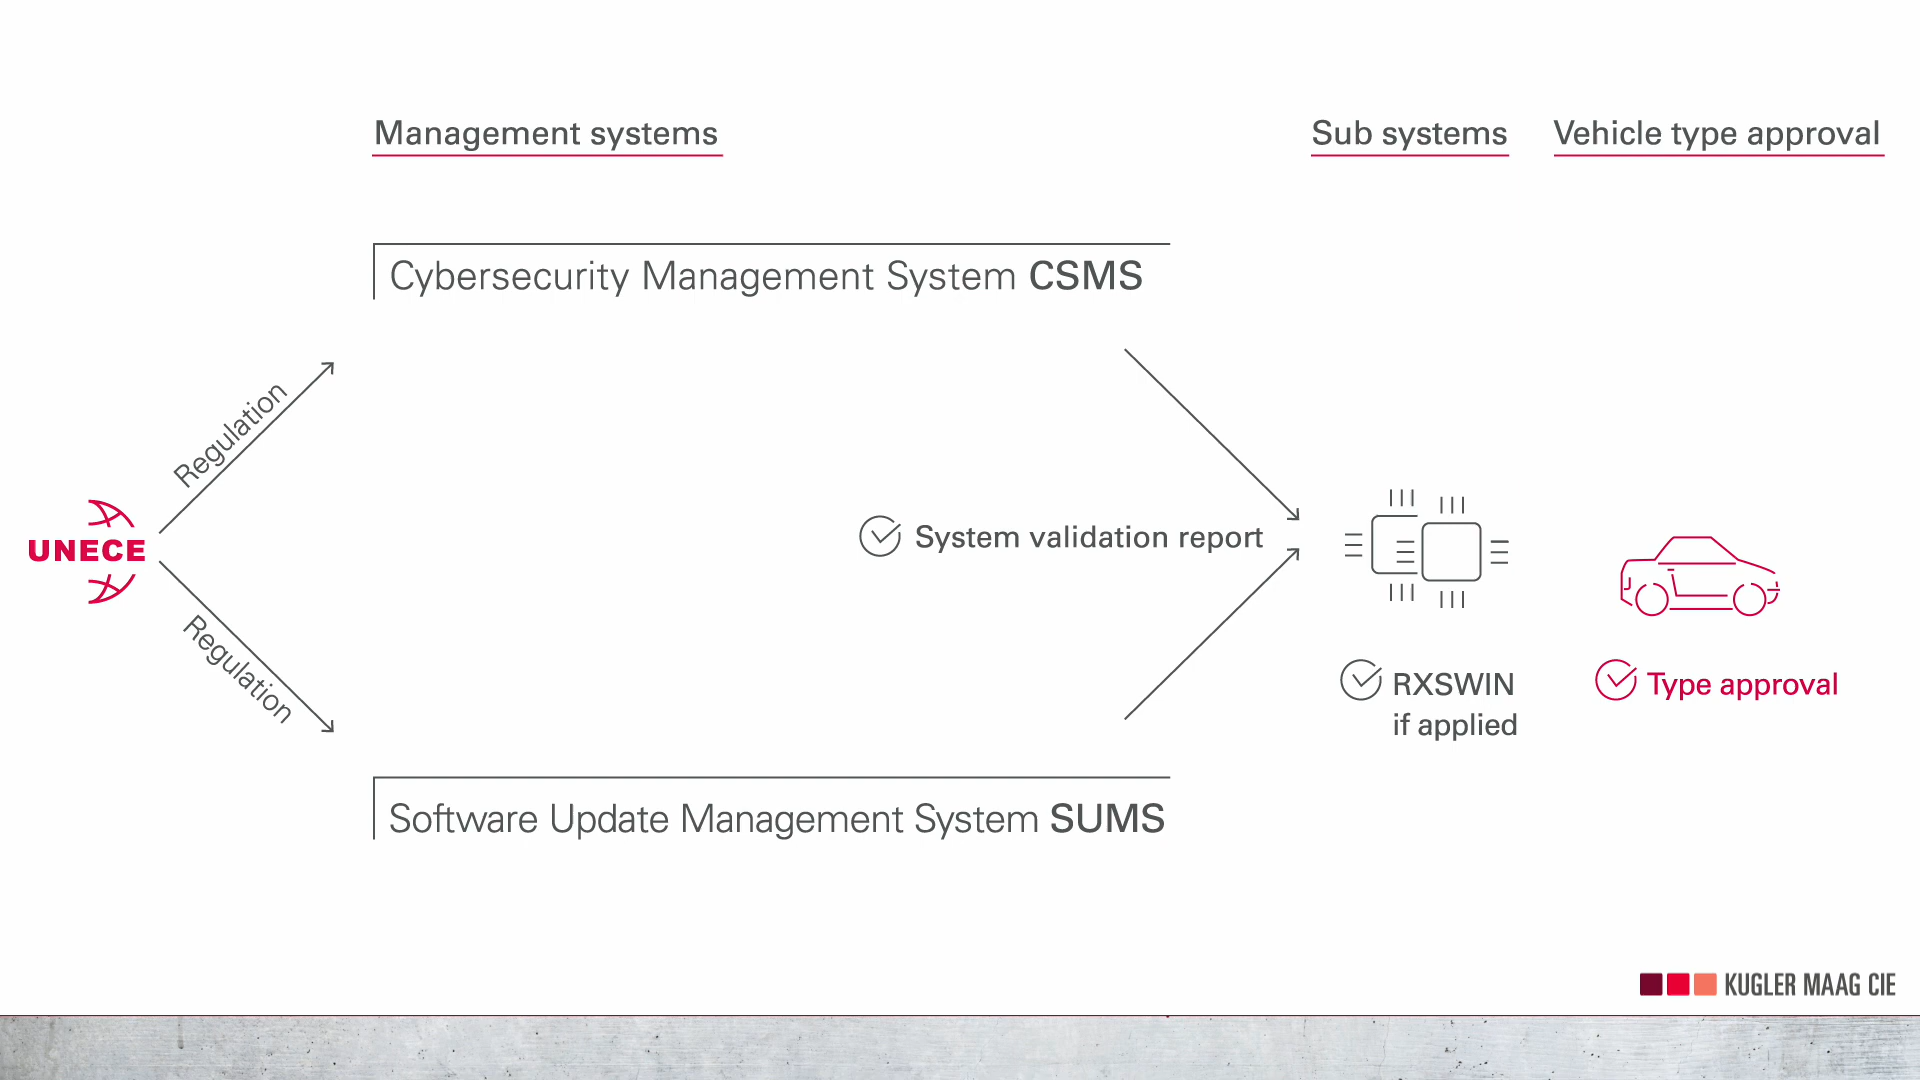 Management systems
Sub systems
Vehicle type approval
Cybersecurity Management System CSMS
Regulation
UNECE
Regulation
System validation report
RXSWIN
if applied
Type approval
Software Update Management System SUMS
KUGLER MAAG CIE